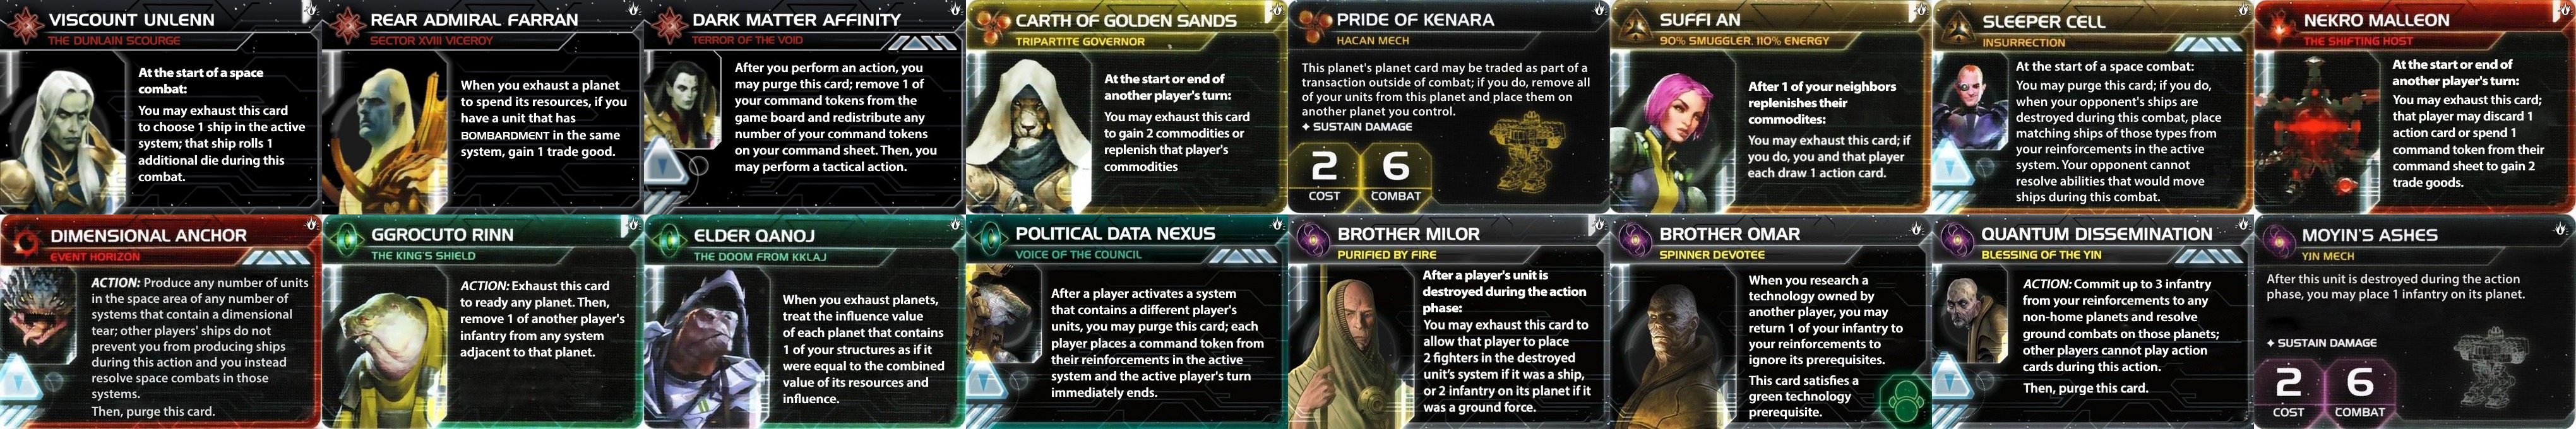 VISCOUNT UNLENN
THE DUNLAIN SCOURGE
At the start of a space
combat:
You may exhaust this card
to choose 1 ship in the active
system; that ship rolls 1
additional die during this
combat.
REAR ADMIRAL FARRAN
SECTOR XVIII VICEROY
When you exhaust a planet
to spend its resources, if you
have a unit that has
BOMBARDMENT in the same
system, gain 1 trade good.
DARK MATTER AFFINITY
TERROR OF THE VOID
After you perform an action, you
may purge this card; remove 1 of
your command tokens from the
game board and redistribute any
number of your command tokens
on your command sheet. Then, you
may perform a tactical action.
CARTH OF GOLDEN SANDS
TRIPARTITE GOVERNOR
At the start or end of
another player's turn:
You may exhaust this card
to gain 2 commodities or
replenish that player's
commodities
PRIDE OF KENARA
HACAN MECH
This planet's planet card may be traded as part of a
transaction outside of combat; if you do, remove all
of your units from this planet and place them on
another planet you control.
✦ SUSTAIN DAMAGE
2 6
COST COMBAT
SUFFI AN
90% SMUGGLER, 110% ENERGY
After 1 of your neighbors
replenishes their
commodities:
You may exhaust this card; if
you do, you and that player
each draw 1 action card.
SLEEPER CELL
INSURRECTION
At the start of a space combat:
You may purge this card; if you do,
when your opponent's ships are
destroyed during this combat, place
matching ships of those types from
your reinforcements in the active
system. Your opponent cannot
resolve abilities that would move
ships during this combat.
NEKRO MALLEON
THE SHIFTING HOST
At the start or end of
another player's turn:
You may exhaust this card;
that player may discard 1
action card or spend 1
command token from their
command sheet to gain 2
trade goods.
DIMENSIONAL ANCHOR
EVENT HORIZON
ACTION: Produce any number of units
in the space area of any number of
systems that contain a dimensional
tear; other players' ships do not
prevent you from producing ships
during this action and you instead
resolve space combats in those
systems.
Then, purge this card.
GGROCUTO RINN
THE KING'S SHIELD
ACTION: Exhaust this card
to ready any planet. Then,
remove 1 of another player's
infantry from any system
adjacent to that planet.
ELDER QANOJ
THE DOOM FROM KKLAJ
When you exhaust planets,
treat the influence value
of each planet that contains
1 of your structures as if it
were equal to the combined
value of its resources and
influence.
POLITICAL DATA NEXUS
VOICE OF THE COUNCIL
After a player activates a system
that contains a different player's
units, you may purge this card; each
player places a command token from
their reinforcements in the active
system and the active player's turn
immediately ends.
BROTHER MILOR
PURIFIED BY FIRE
After a player's unit is
destroyed during the action
phase:
You may exhaust this card to
allow that player to place
2 fighters in the destroyed
unit's system if it was a ship,
or 2 infantry on its planet if it
was a ground force.
BROTHER OMAR
SPINNER DEVOTEE
When you research a
technology owned by
another player, you may
return 1 of your infantry to
your reinforcements to
ignore its prerequisites.
This card satisfies a
green technology
prerequisite.
QUANTUM DISSEMINATION
BLESSING OF THE YIN
ACTION: Commit up to 3 infantry
from your reinforcements to any
non-home planets and resolve
ground combats on those planets;
other players cannot play action
cards during this action.
Then, purge this card.
MOYIN'S ASHES
YIN MECH
After this unit is destroyed during the action
phase, you may place 1 infantry on its planet.
✦ SUSTAIN DAMAGE
2 6
COST COMBAT